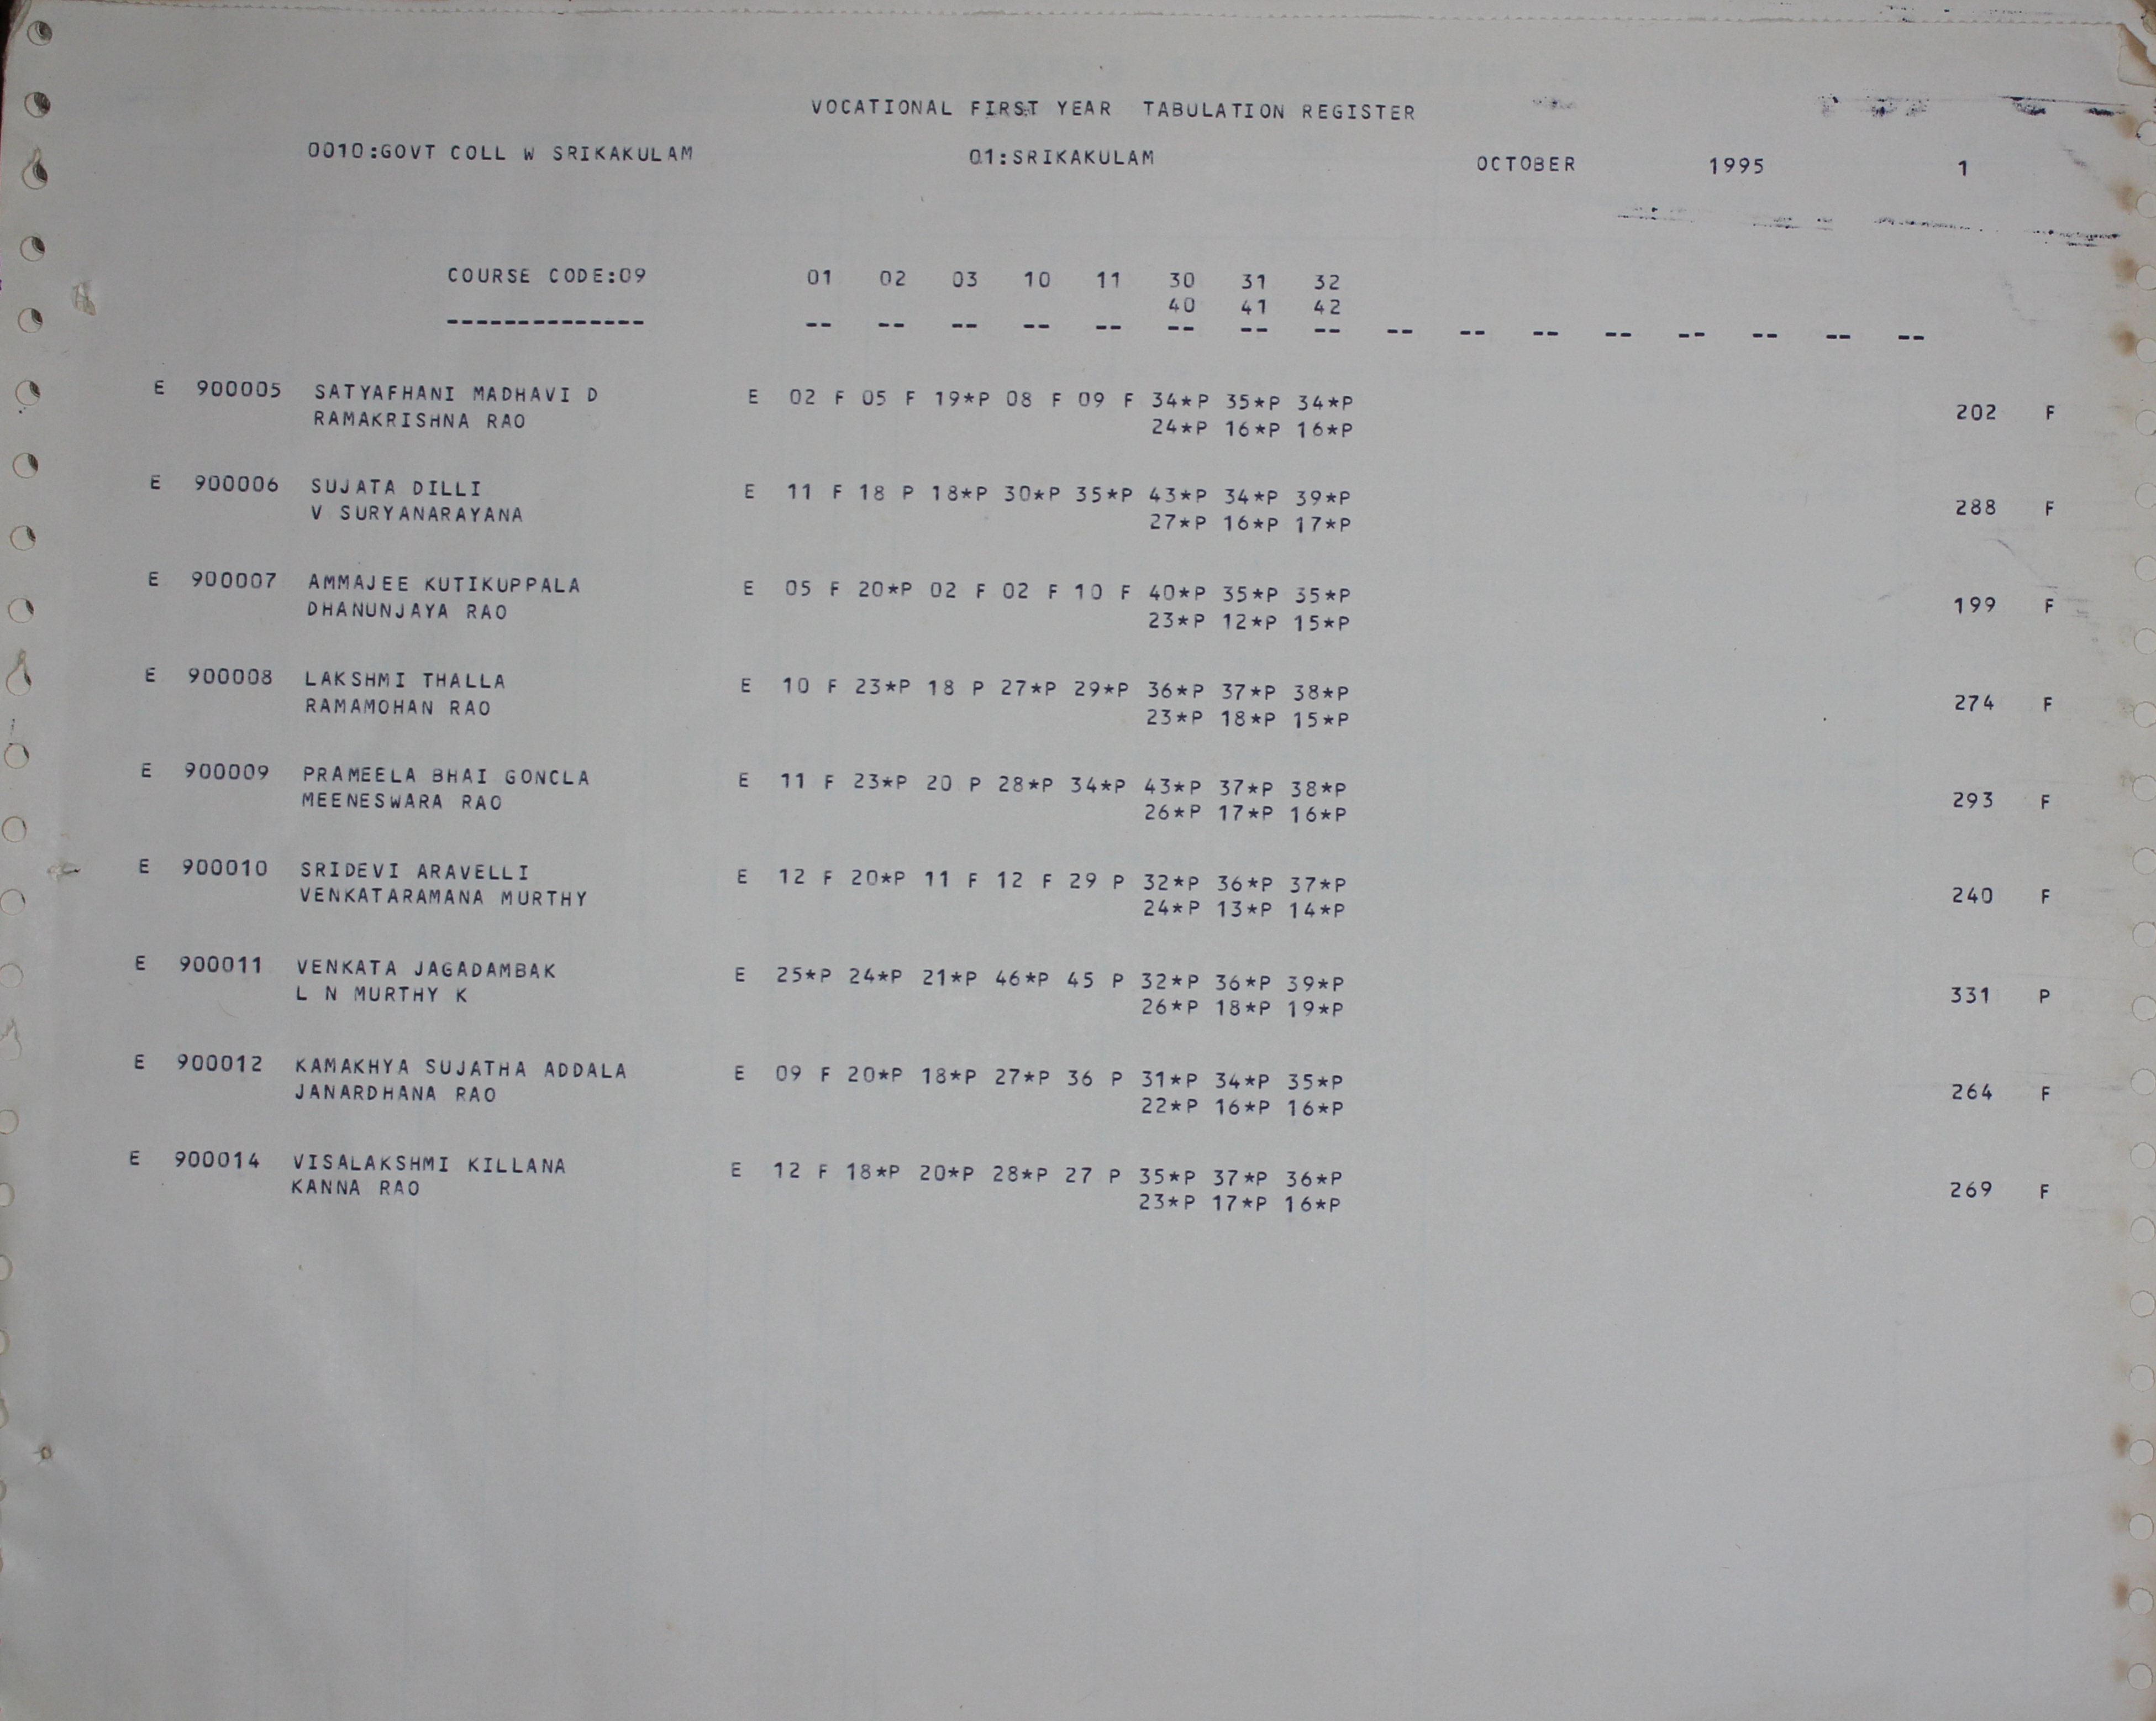 VOCATIONAL FIRST YEAR TABULATION REGISTER
0010:GOVT COLL W SRIKAKULAM 01:SRIKAKULAM OCTOBER 1995 1
COURSE CODE:09 01 02 03 10 11 30 31 32
40 41 42
-------------- -- -- -- -- -- -- -- -- -- -- -- -- -- -- -- --
E 900005 SATYAFHANI MADHAVI D E 02 F 05 F 19*P 08 F 09 F 34*P 35*P 34*P 202 F
RAMAKRISHNA RAO 24*P 16*P 16*P
E 900006 SUJATA DILLI E 11 F 18 P 18*P 30*P 35*P 43*P 34*P 39*P 288 F
V SURYANARAYANA 27*P 16*P 17*P
E 900007 AMMAJEE KUTIKUPPALA E 05 F 20*P 02 F 02 F 10 F 40*P 35*P 35*P 199 F
DHANUNJAYA RAO 23*P 12*P 15*P
E 900008 LAKSHMI THALLA E 10 F 23*P 18 P 27*P 29*P 36*P 37*P 38*P 274 F
RAMAMOHAN RAO 23*P 18*P 15*P
E 900009 PRAMEELA BHAI GONCLA E 11 F 23*P 20 P 28*P 34*P 43*P 37*P 38*P 293 F
MEENESWARA RAO 26*P 17*P 16*P
E 900010 SRIDEVI ARAVELLI E 12 F 20*P 11 F 12 F 29 P 32*P 36*P 37*P 240 F
VENKATARAMANA MURTHY 24*P 13*P 14*P
E 900011 VENKATA JAGADAMBAK E 25*P 24*P 21*P 46*P 45 P 32*P 36*P 39*P 331 P
L N MURTHY K 26*P 18*P 19*P
E 900012 KAMAKHYA SUJATHA ADDALA E 09 F 20*P 18*P 27*P 36 P 31*P 34*P 35*P 264 F
JANARDHANA RAO 22*P 16*P 16*P
E 900014 VISALAKSHMI KILLANA E 12 F 18*P 20*P 28*P 27 P 35*P 37*P 36*P 269 F
KANNA RAO 23*P 17*P 16*P